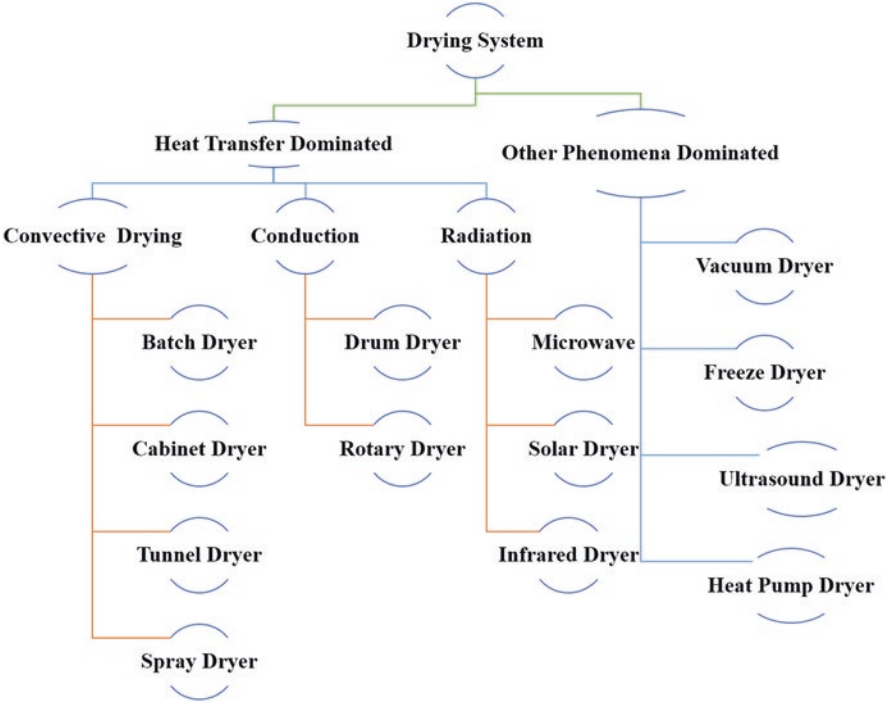 Drying System
Heat Transfer Dominated
Other Phenomena Dominated
Convective Drying
Conduction
Radiation
Vacuum Dryer
Batch Dryer
Drum Dryer
Microwave
Freeze Dryer
Cabinet Dryer
Rotary Dryer
Solar Dryer
Ultrasound Dryer
Tunnel Dryer
Infrared Dryer
Heat Pump Dryer
Spray Dryer